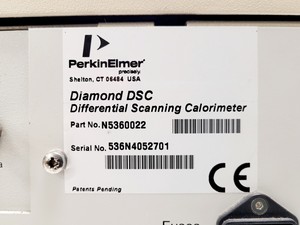 PerkinElmer
precisely
Shelton, CT 06484 USA
Diamond DSC
Differential Scanning Calorimeter
Part No. N5360022
Serial No. 536N4052701
Patents Pending
CE